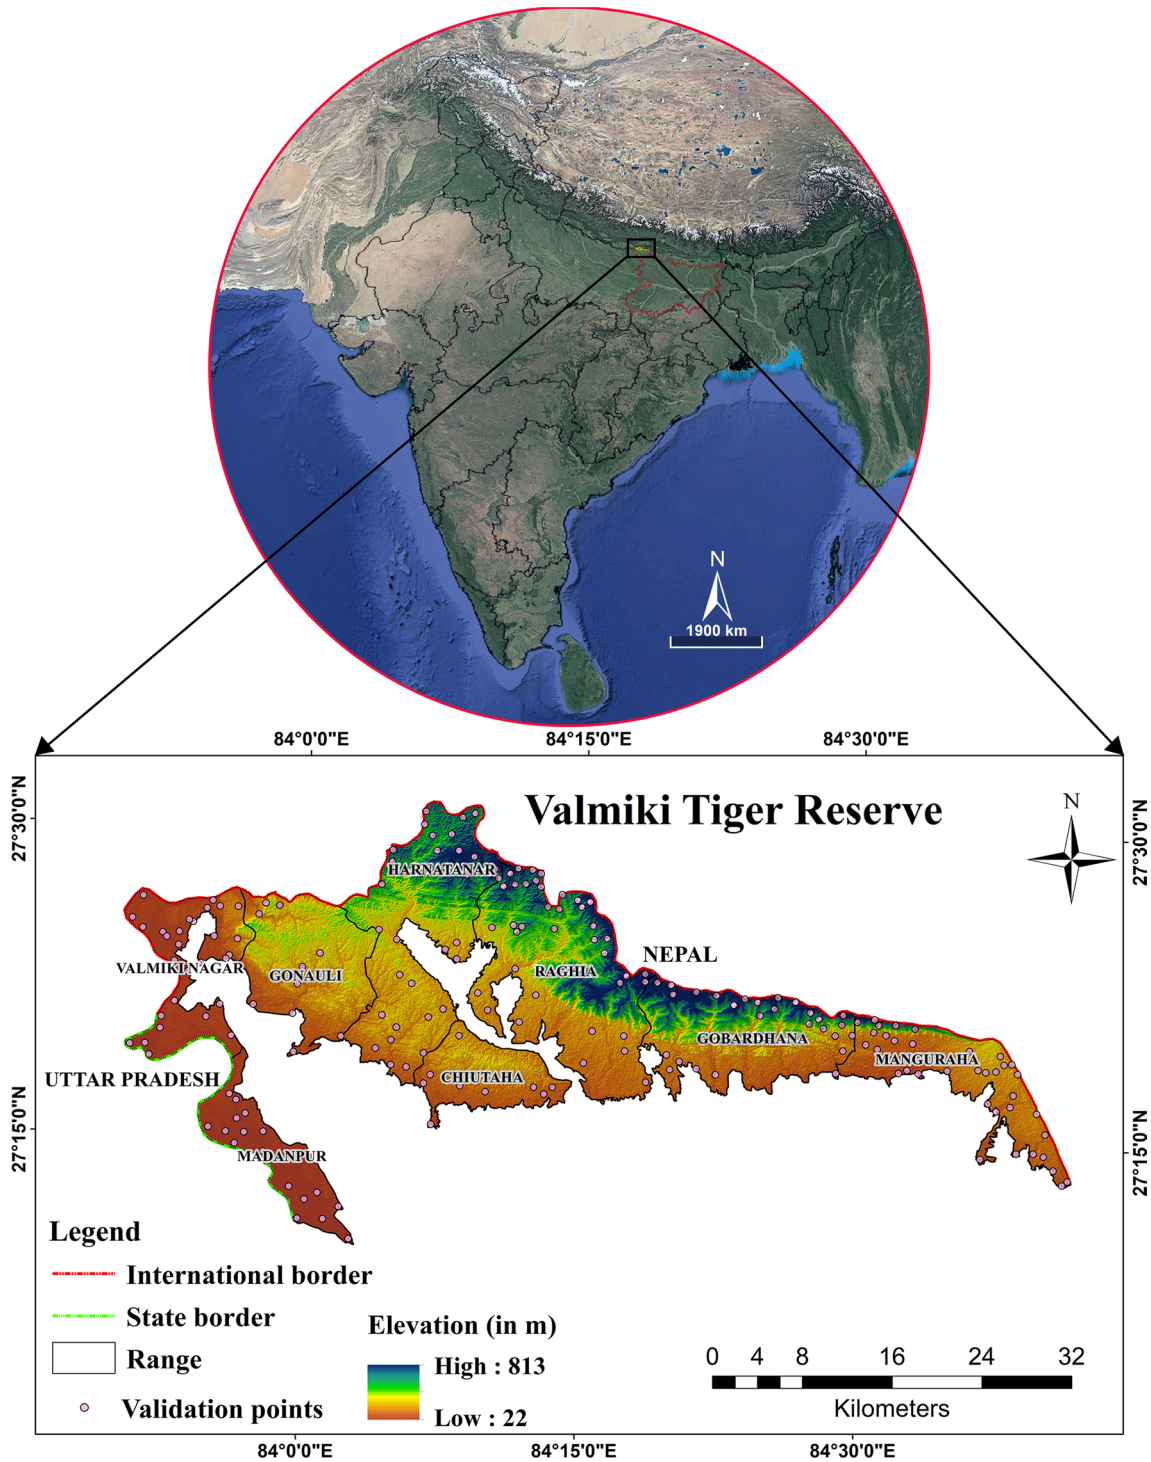 N
1900 km
84°0'0"E
84°15'0"E
84°30'0"E
27°30'0"N
27°30'0"N
Valmiki Tiger Reserve
N
HARNATANAR
VALMIKI NAGAR
GONAULI
RAGHIA
NEPAL
GOBARDHANA
MANGURAHA
CHIUTAHA
UTTAR PRADESH
MADANPUR
27°15'0"N
27°15'0"N
Legend
International border
State border
Range
Validation points
Elevation (in m)
High : 813
Low : 22
0 4 8 16 24 32
Kilometers
84°0'0"E
84°15'0"E
84°30'0"E